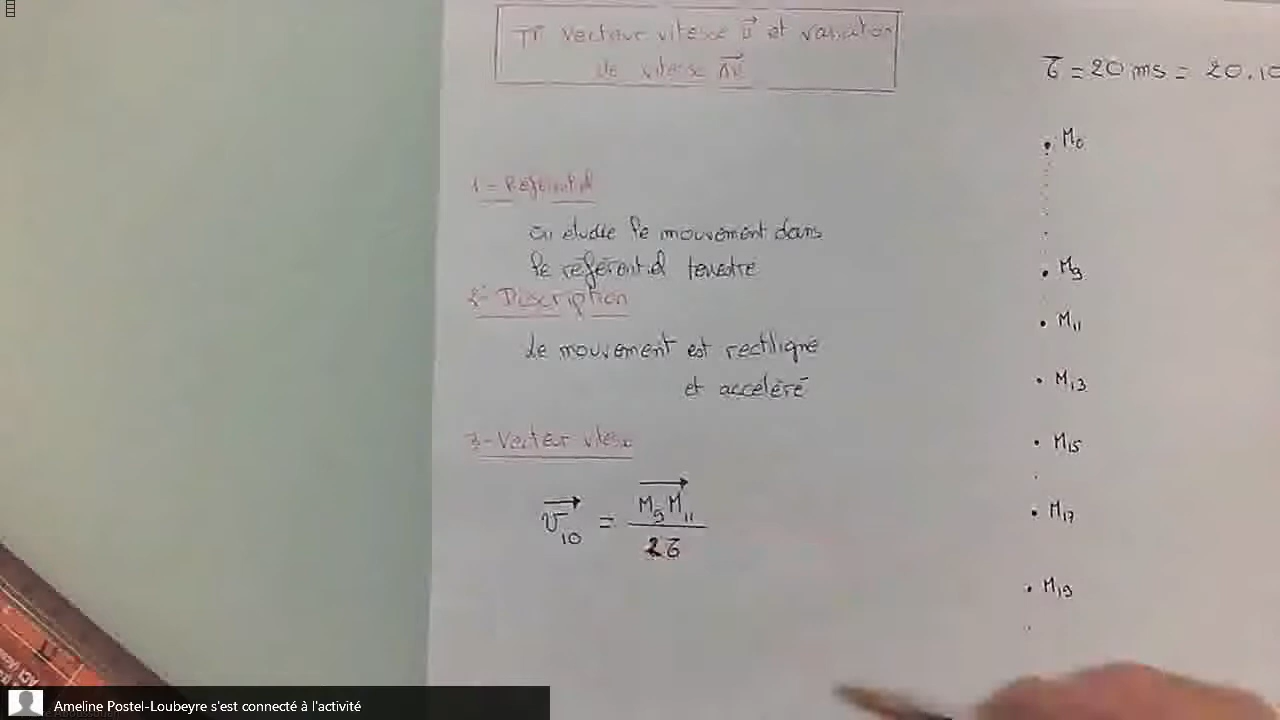 TP vecteur vitesse v⃗ et variation
de vitesse Δv⃗
τ = 20 ms = 20.10
M0
1 - Référentiel
on étudie le mouvement dans
le référentiel terrestre
M9
2- Description
M11
Le mouvement est rectiligne
et accéléré
M13
3- Vecteur vitesse
M15
v⃗10 = M9M11 / 2τ
M17
M19
Ameline Postel-Loubeyre s'est connecté à l'activité